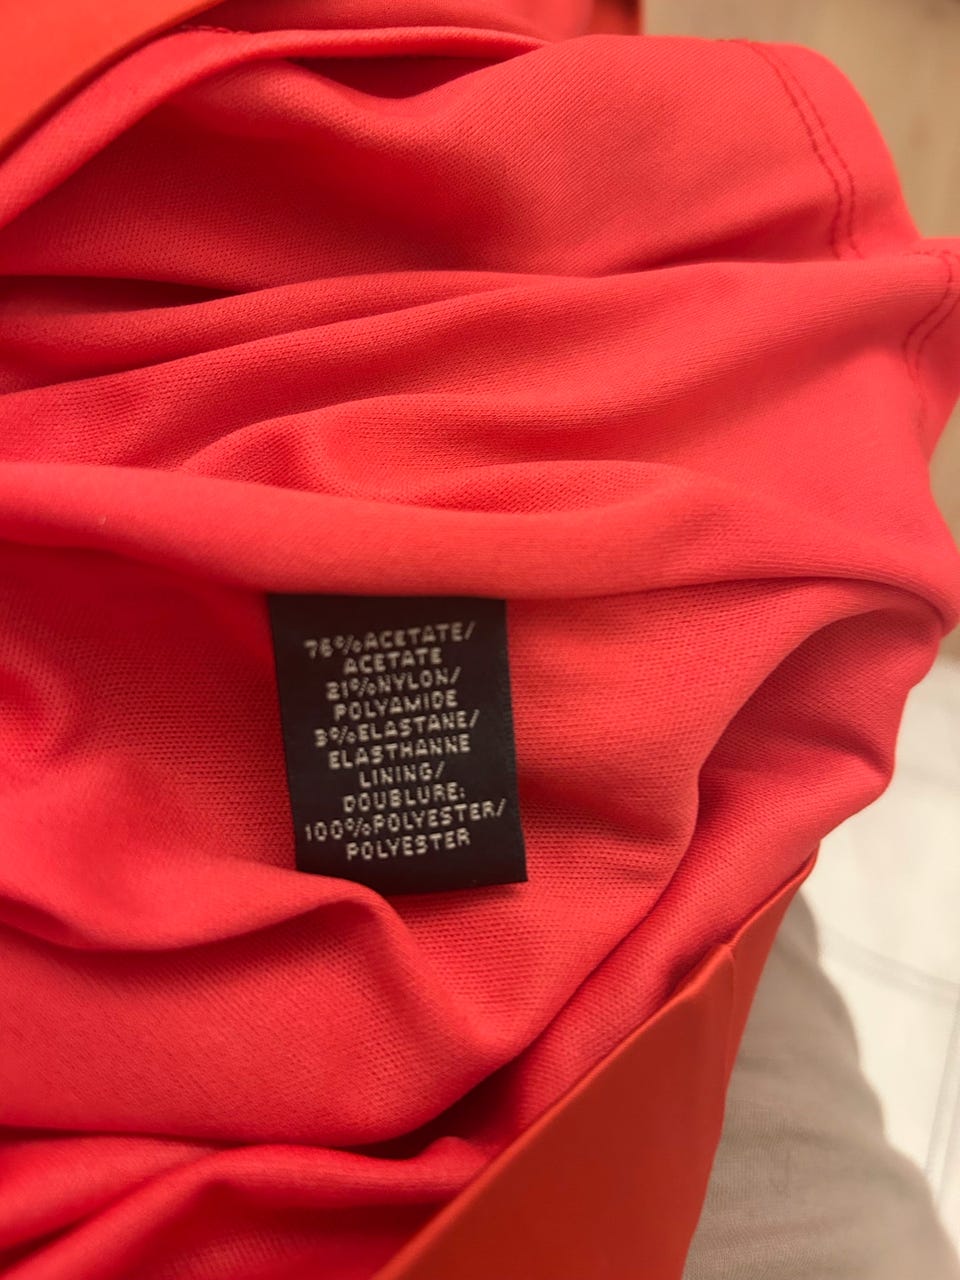 76%ACETATE/
ACETATE
21%NYLON/
POLYAMIDE
3%ELASTANE/
ELASTHANNE
LINING/
DOUBLURE:
100%POLYESTER/
POLYESTER